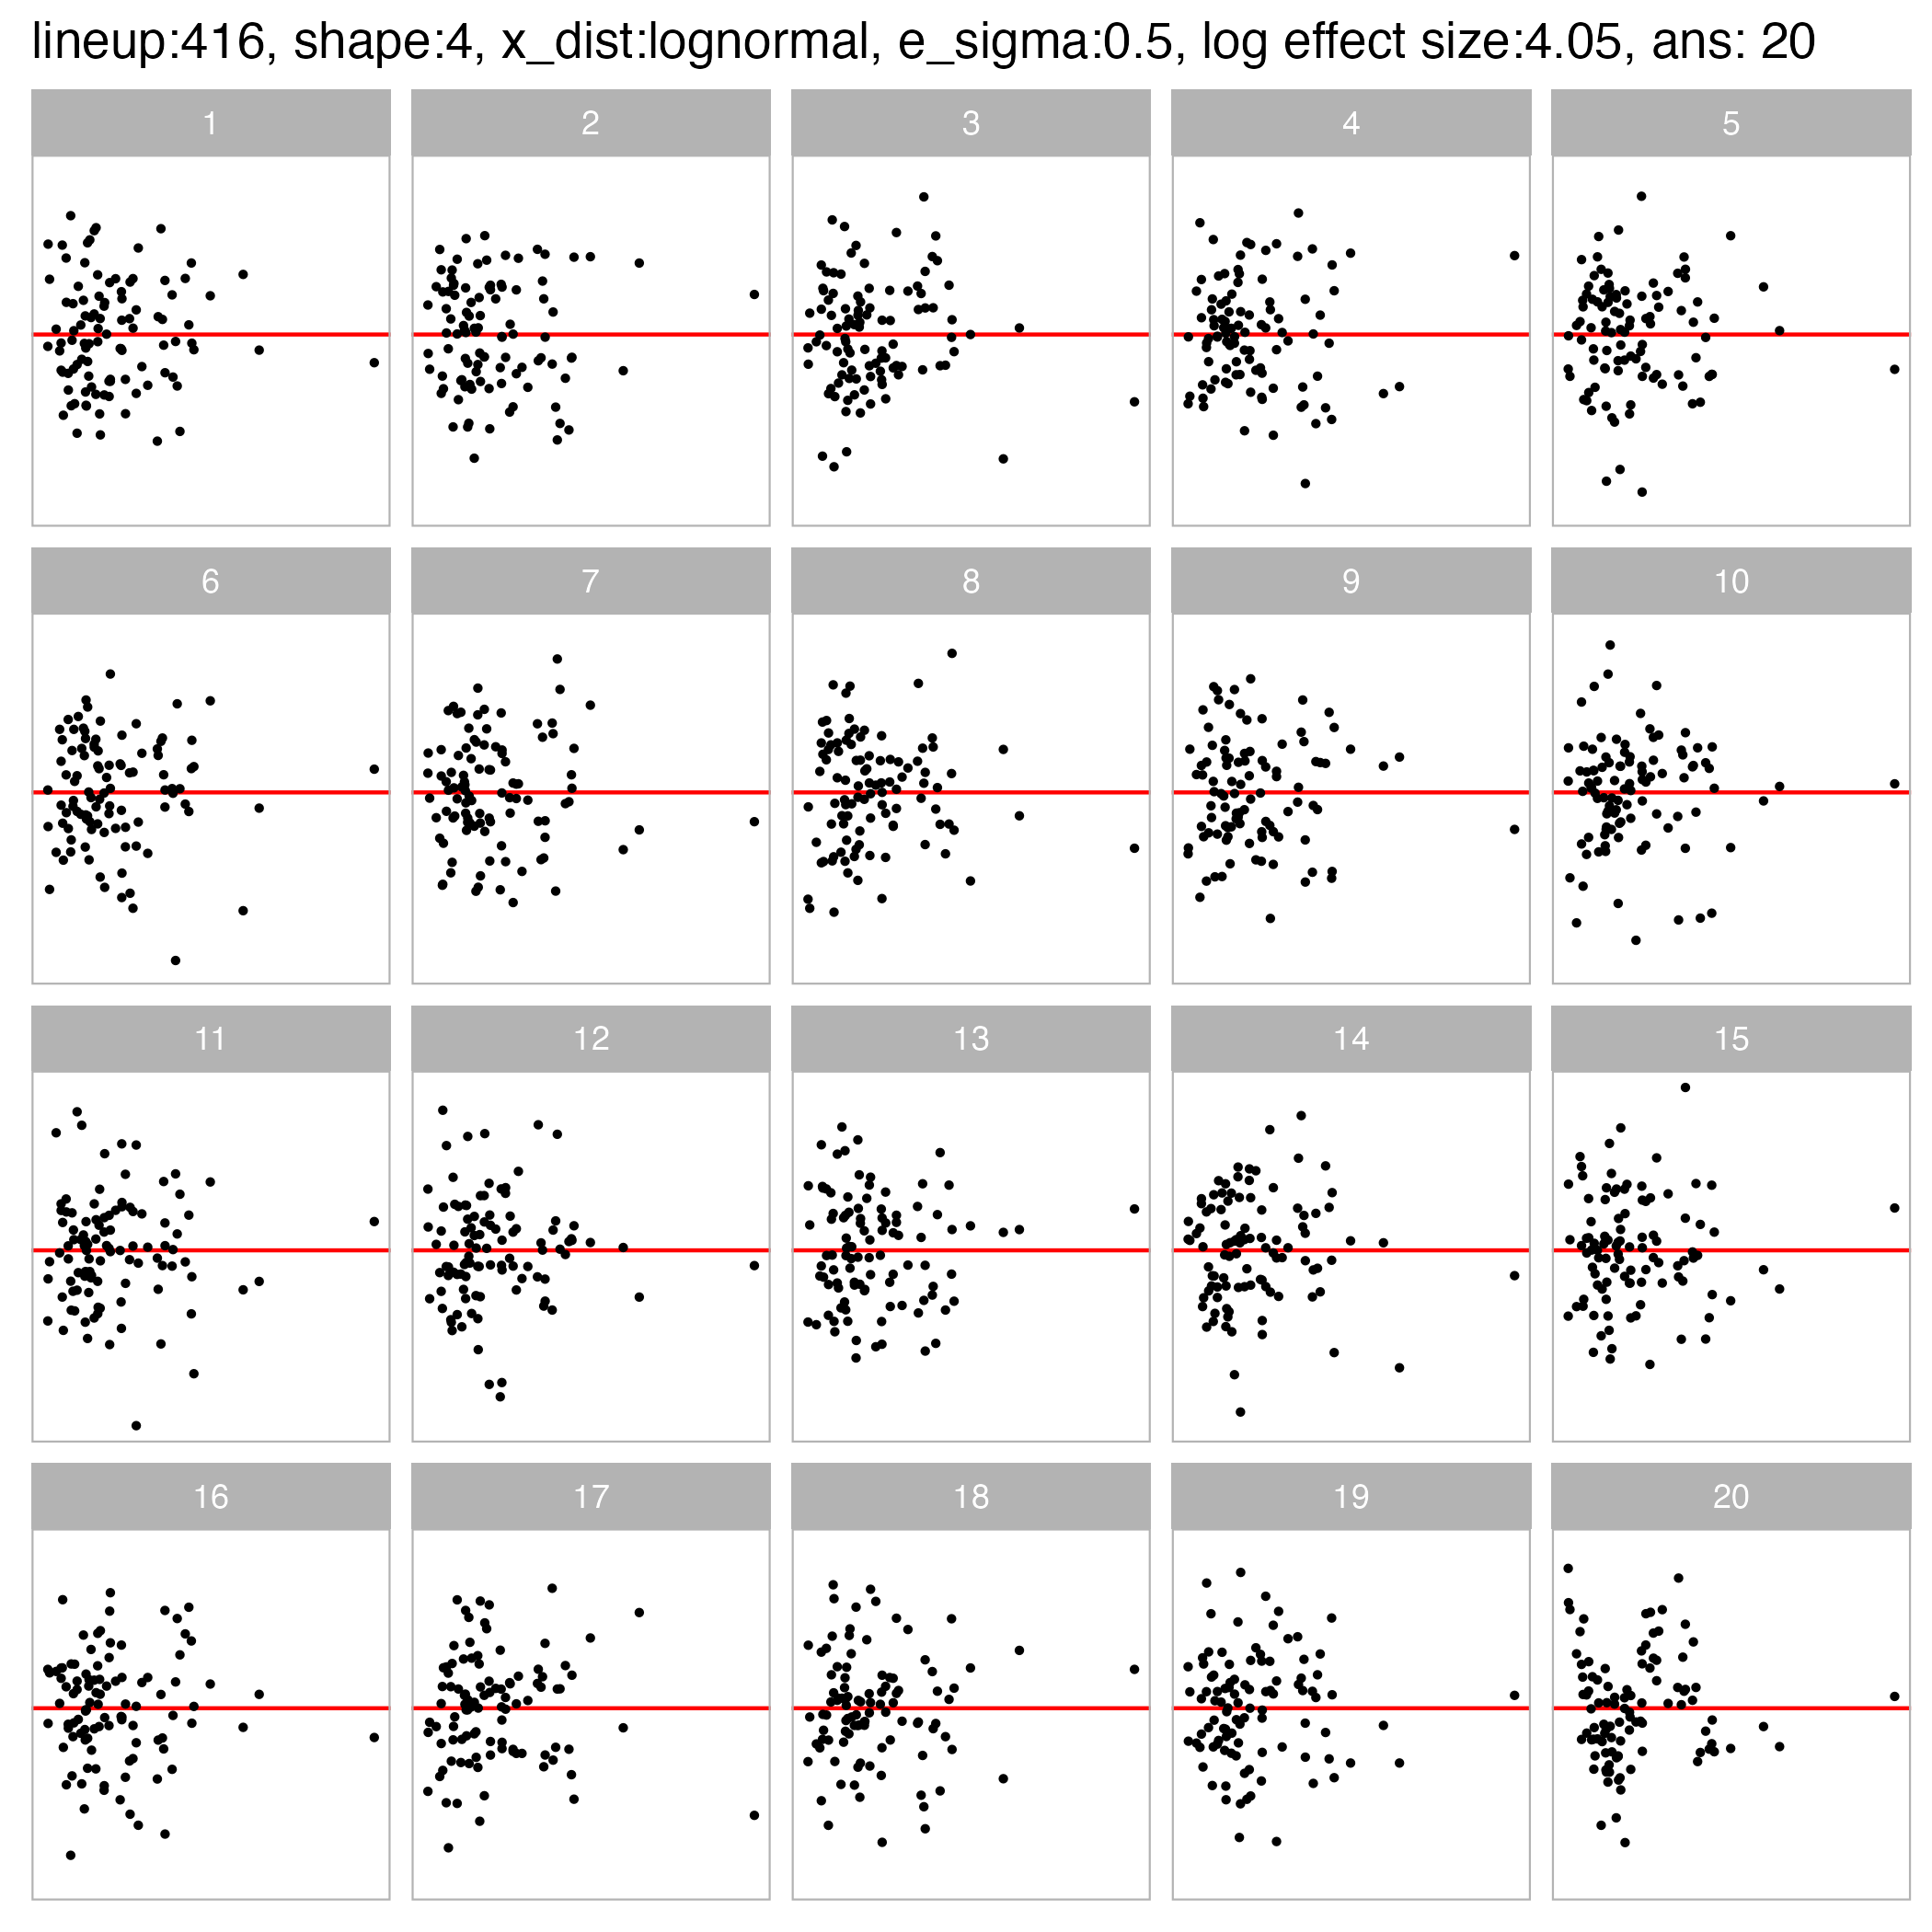 lineup:416, shape:4, x_dist:lognormal, e_sigma:0.5, log effect size:4.05, ans: 20
1 2 3 4 5
6 7 8 9 10
11 12 13 14 15
16 17 18 19 20